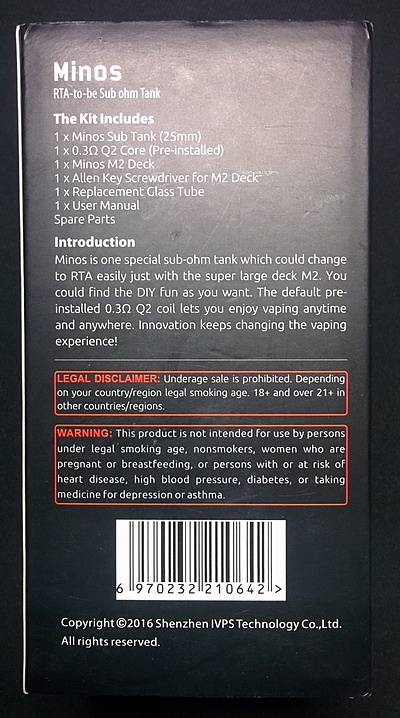 Minos
RTA-to-be Sub ohm Tank
The Kit Includes
1 x Minos Sub Tank (25mm)
1 x 0.3Ω Q2 Core (Pre-installed)
1 x Minos M2 Deck
1 x Allen Key Screwdriver for M2 Deck
1 x Replacement Glass Tube
1 x User Manual
Spare Parts
Introduction
Minos is one special sub-ohm tank which could change
to RTA easily just with the super large deck M2. You
could find the DIY fun as you want. The default pre-
installed 0.3Ω Q2 coil lets you enjoy vaping anytime
and anywhere. Innovation keeps changing the vaping
experience!
LEGAL DISCLAIMER: Underage sale is prohibited. Depending
on your country/region legal smoking age. 18+ and over 21+ in
other countries/regions.
WARNING: This product is not intended for use by persons
under legal smoking age, nonsmokers, women who are
pregnant or breastfeeding, or persons with or at risk of
heart disease, high blood pressure, diabetes, or taking
medicine for depression or asthma.
6 970232 210642 >
Copyright ©2016 Shenzhen IVPS Technology Co.,Ltd.
All rights reserved.